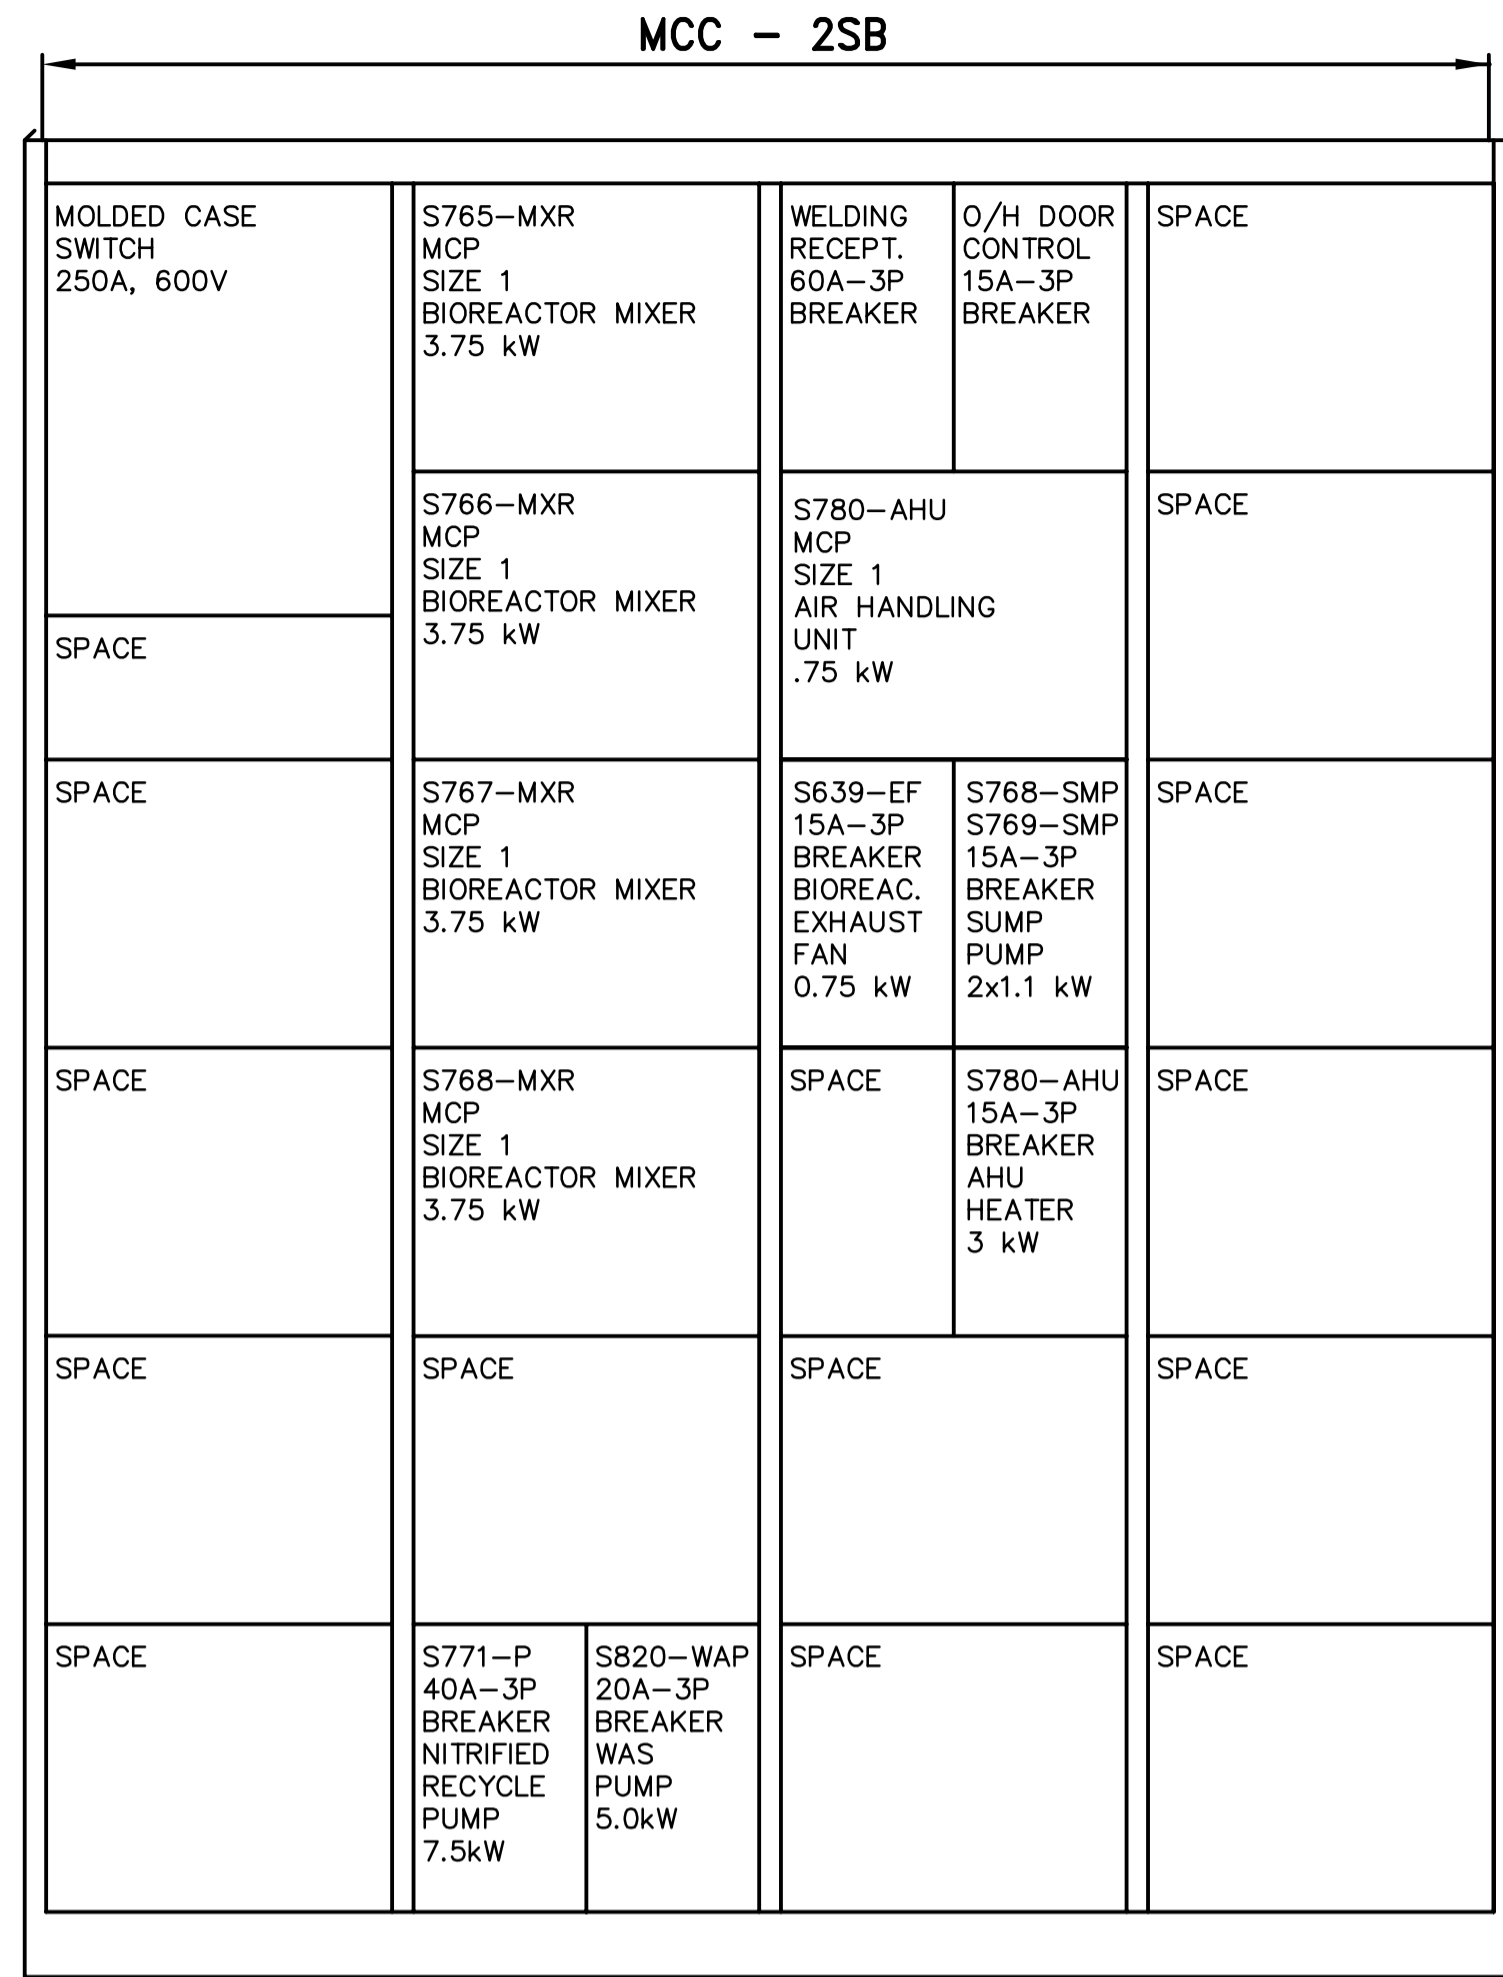 MCC - 2SB
MOLDED CASE
SWITCH
250A, 600V
SPACE
SPACE
SPACE
SPACE
SPACE
S765-MXR
MCP
SIZE 1
BIOREACTOR MIXER
3.75 kW
S766-MXR
MCP
SIZE 1
BIOREACTOR MIXER
3.75 kW
S767-MXR
MCP
SIZE 1
BIOREACTOR MIXER
3.75 kW
S768-MXR
MCP
SIZE 1
BIOREACTOR MIXER
3.75 kW
SPACE
S771-P
40A-3P
BREAKER
NITRIFIED
RECYCLE
PUMP
7.5kW
S820-WAP
20A-3P
BREAKER
WAS
PUMP
5.0kW
WELDING
RECEPT.
60A-3P
BREAKER
O/H DOOR
CONTROL
15A-3P
BREAKER
S780-AHU
MCP
SIZE 1
AIR HANDLING
UNIT
.75 kW
S639-EF
15A-3P
BREAKER
BIOREAC.
EXHAUST
FAN
0.75 kW
S768-SMP
S769-SMP
15A-3P
BREAKER
SUMP
PUMP
2x1.1 kW
SPACE
S780-AHU
15A-3P
BREAKER
AHU
HEATER
3 kW
SPACE
SPACE
SPACE
SPACE
SPACE
SPACE
SPACE
SPACE